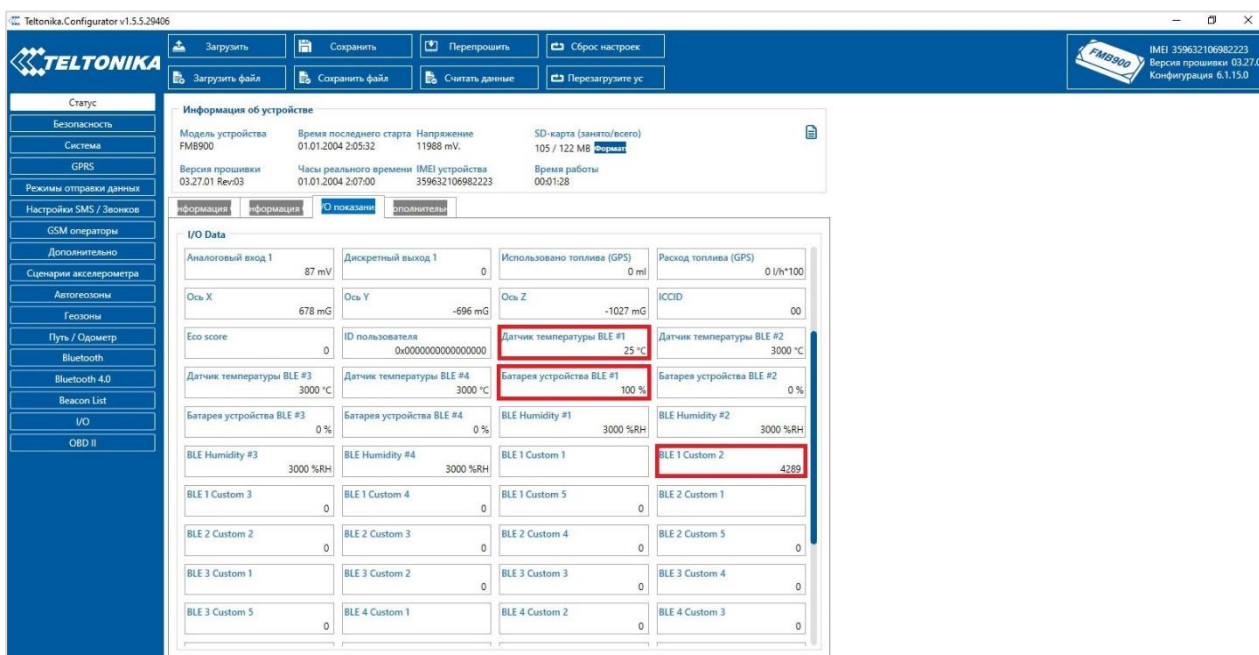 Teltonika.Configurator v1.5.5.29406
TELTONIKA
Загрузить
Сохранить
Перепрошить
Сброс настроек
Загрузить файл
Сохранить файл
Считать данные
Перезагрузите ус
FMB900
IMEI 359632106982223
Версия прошивки 03.27.0
Конфигурация 6.1.15.0
Статус
Безопасность
Система
GPRS
Режимы отправки данных
Настройки SMS / Звонков
GSM операторы
Дополнительно
Сценарии акселерометра
Автогеозоны
Геозоны
Путь / Одометр
Bluetooth
Bluetooth 4.0
Beacon List
I/O
OBD II
Информация об устройстве
Модель устройства Время последнего старта Напряжение SD-карта (занято/всего)
FMB900 01.01.2004 2:05:32 11988 mV. 105 / 122 MB Формат
Версия прошивки Часы реального времени IMEI устройства Время работы
03.27.01 Rev:03 01.01.2004 2:07:00 359632106982223 00:01:28
нформация нформация I/O показани ополнительн
I/O Data
Аналоговый вход 1 Дискретный выход 1 Использовано топлива (GPS) Расход топлива (GPS)
87 mV 0 0 ml 0 l/h*100
Ось X Ось Y Ось Z ICCID
678 mG -696 mG -1027 mG 00
Eco score ID пользователя Датчик температуры BLE #1 Датчик температуры BLE #2
0 0x0000000000000000 25 °C 3000 °C
Датчик температуры BLE #3 Датчик температуры BLE #4 Батарея устройства BLE #1 Батарея устройства BLE #2
3000 °C 3000 °C 100 % 0 %
Батарея устройства BLE #3 Батарея устройства BLE #4 BLE Humidity #1 BLE Humidity #2
0 % 0 % 3000 %RH 3000 %RH
BLE Humidity #3 BLE Humidity #4 BLE 1 Custom 1 BLE 1 Custom 2
3000 %RH 3000 %RH 4289
BLE 1 Custom 3 BLE 1 Custom 4 BLE 1 Custom 5 BLE 2 Custom 1
0 0 0
BLE 2 Custom 2 BLE 2 Custom 3 BLE 2 Custom 4 BLE 2 Custom 5
0 0 0 0
BLE 3 Custom 1 BLE 3 Custom 2 BLE 3 Custom 3 BLE 3 Custom 4
0 0 0
BLE 3 Custom 5 BLE 4 Custom 1 BLE 4 Custom 2 BLE 4 Custom 3
0 0 0